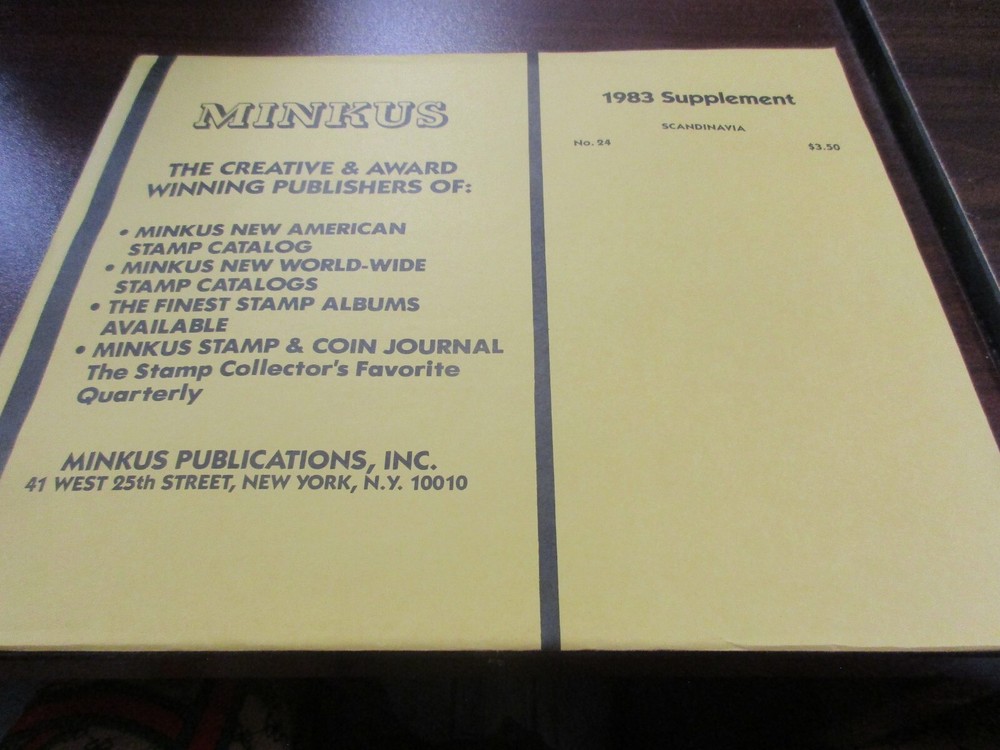 MINKUS
THE CREATIVE & AWARD
WINNING PUBLISHERS OF:
• MINKUS NEW AMERICAN
STAMP CATALOG
• MINKUS NEW WORLD-WIDE
STAMP CATALOGS
• THE FINEST STAMP ALBUMS
AVAILABLE
• MINKUS STAMP & COIN JOURNAL
The Stamp Collector's Favorite
Quarterly
MINKUS PUBLICATIONS, INC.
41 WEST 25th STREET, NEW YORK, N.Y. 10010
1983 Supplement
SCANDINAVIA
No. 24 $3.50